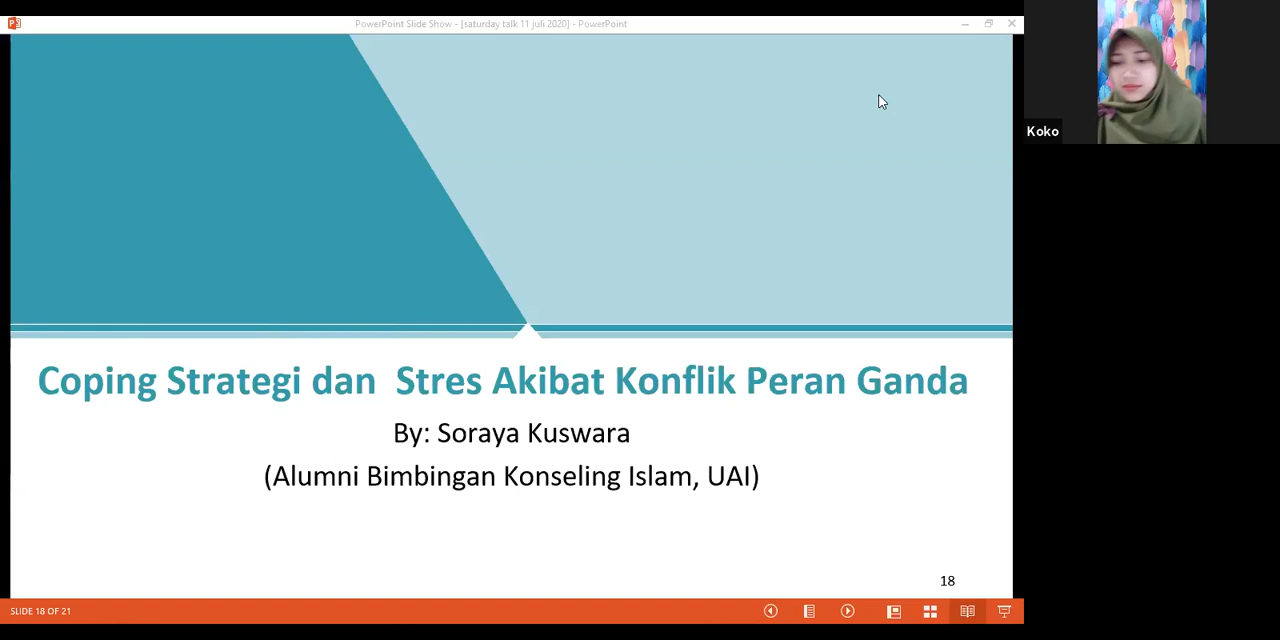 PowerPoint Slide Show - [saturday talk 11 juli 2020] - PowerPoint
Koko
Coping Strategi dan Stres Akibat Konflik Peran Ganda
By: Soraya Kuswara
(Alumni Bimbingan Konseling Islam, UAI)
18
SLIDE 18 OF 21